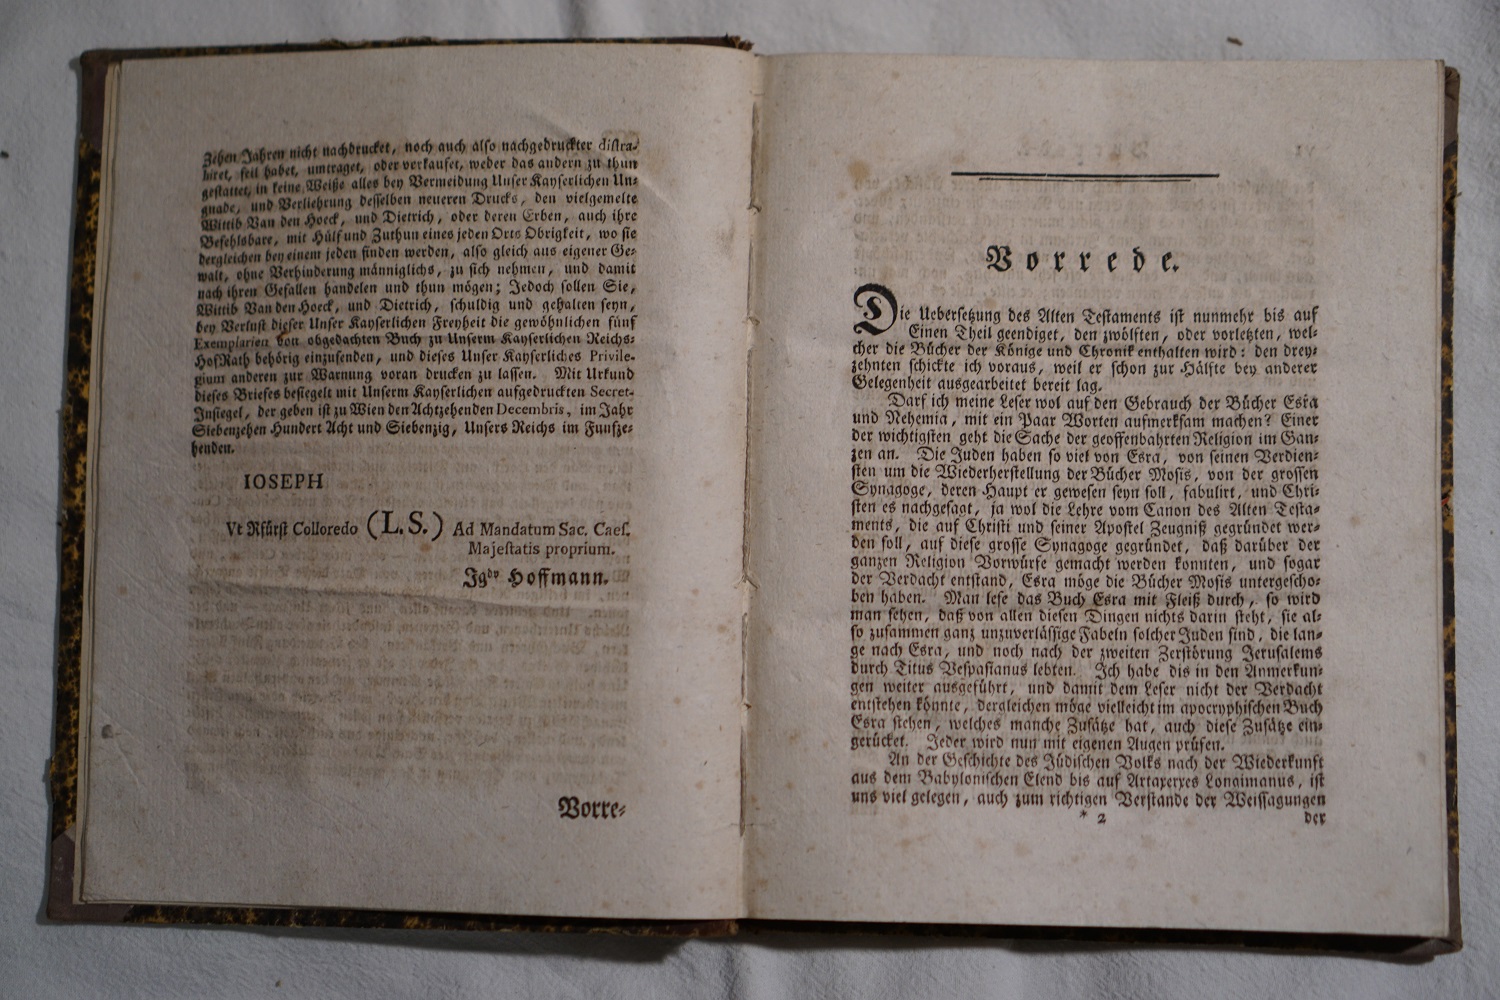 Zehen Jahren nicht nachdrucket, noch auch also nachgedruckter distra-
hiret, feil habet, umtraget, oder verkaufet, weder das andern zu thun
gestattet, in keine Weiße alles bey Vermeidung Unser Kayserlichen Un-
gnade, und Verliehrung desselben neueren Drucks, den vielgemelte
Wittib Van den Hoeck, und Dietrich, oder deren Erben, auch ihre
Befehlshabre, mit Hülf und Zuthun eines jeden Orts Obrigkeit, wo sie
dergleichen bey einem jeden finden werden, also gleich aus eigener Ge-
walt, ohne Verhinderung männiglichs, zu sich nehmen, und damit
nach ihren Gefallen handelen und thun mögen; Jedoch sollen Sie,
Wittib Van den Hoeck, und Dietrich, schuldig und gehalten seyn,
bey Verlust dieser Unser Kayserlichen Freyheit die gewöhnlichen fünf
Exemplarien von obgedachten Buch zu Unserm Kayserlichen Reichs-
HofRath behörig einzusenden, und dieses Unser Kayserliches Privile-
gium anderen zur Warnung voran drucken zu lassen. Mit Urkund
dieses Briefes besiegelt mit Unserm Kayserlichen aufgedruckten Secret-
Insiegel, der geben ist zu Wien den Achtzehenden Decembris, im Jahr
Siebenzehen Hundert Acht und Siebenzig, Unsers Reichs im Funfze-
henden.
IOSEPH
Vt Rfürst Colloredo (L.S.) Ad Mandatum Sac. Caes.
Majestatis proprium.
Igdv Hoffmann.
Vorre-
Vorrede.
Die Uebersetzung des Alten Testaments ist nunmehr bis auf
Einen Theil geendiget, den zwölften, oder vorletzten, wel-
cher die Bücher der Könige und Chronik enthalten wird: den drey-
zehnten schickte ich voraus, weil er schon zur Hälfte bey anderer
Gelegenheit ausgearbeitet bereit lag.
Darf ich meine Leser wol auf den Gebrauch der Bücher Esra
und Nehemia, mit ein Paar Worten aufmerksam machen? Einer
der wichtigsten geht die Sache der geoffenbahrten Religion im Gan-
zen an. Die Juden haben so viel von Esra, von seinen Verdien-
sten um die Wiederherstellung der Bücher Mosis, von der grossen
Synagoge, deren Haupt er gewesen seyn soll, fabulirt, und Chri-
sten es nachgesagt, ja wol die Lehre vom Canon des Alten Testa-
ments, die auf Christi und seiner Apostel Zeugniß gegründet wer-
den soll, auf diese grosse Synagoge gegründet, daß darüber der
ganzen Religion Vorwürfe gemacht werden konnten, und sogar
der Verdacht entstand, Esra möge die Bücher Mosis untergescho-
ben haben. Man lese das Buch Esra mit Fleiß durch, so wird
man sehen, daß von allen diesen Dingen nichts darin steht, sie al-
so zusammen ganz unzuverlässige Fabeln solcher Juden sind, die lan-
ge nach Esra, und noch nach der zweiten Zerstörung Jerusalems
durch Titus Vespasianus lebten. Ich habe dis in den Anmerkun-
gen weiter ausgeführt, und damit dem Leser nicht der Verdacht
entstehen könnte, dergleichen möge vielleicht im apocryphischen Buch
Esra stehen, welches manche Zusätze hat, auch diese Zusätze ein-
gerücket. Jeder wird nun mit eigenen Augen prüfen.
An der Geschichte des Jüdischen Volks nach der Wiederkunft
aus dem Babylonischen Elend bis auf Artaxerxes Longimanus, ist
uns viel gelegen, auch zum richtigen Verstande der Weissagungen
* 2 der